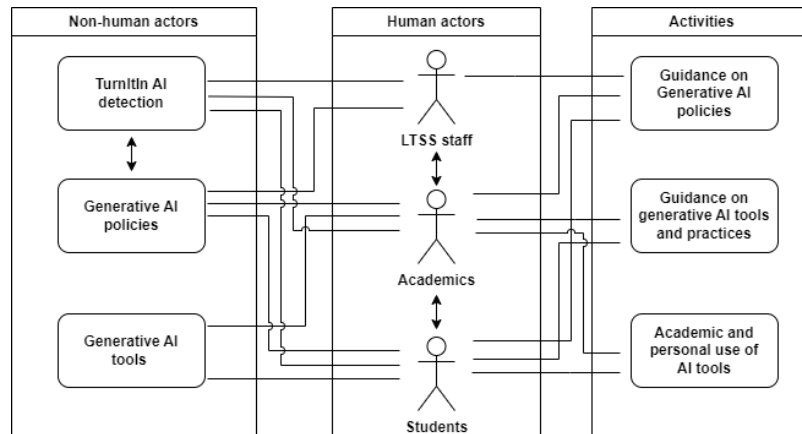 Non-human actors
Human actors
Activities
TurnItIn AI
detection
Generative AI
policies
Generative AI
tools
LTSS staff
Academics
Students
Guidance on
Generative AI
policies
Guidance on
generative AI tools
and practices
Academic and
personal use of
AI tools